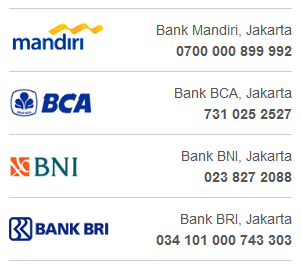 mandiri
Bank Mandiri, Jakarta
0700 000 899 992
BCA
Bank BCA, Jakarta
731 025 2527
BNI
Bank BNI, Jakarta
023 827 2088
BANK BRI
Bank BRI, Jakarta
034 101 000 743 303